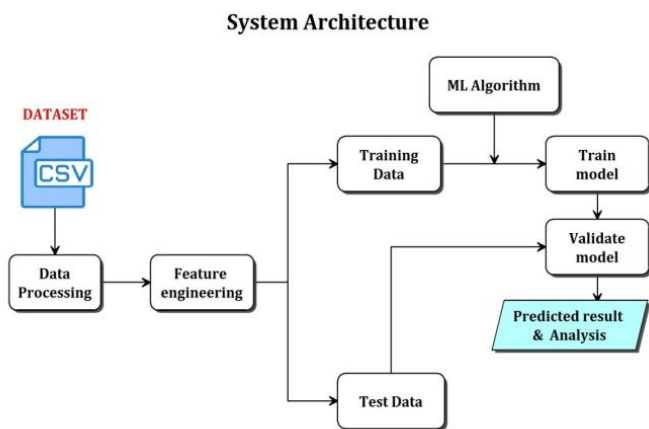 System Architecture
ML Algorithm
DATASET
CSV
Training
Data
Train
model
Data
Processing
Feature
engineering
Validate
model
Predicted result
& Analysis
Test Data